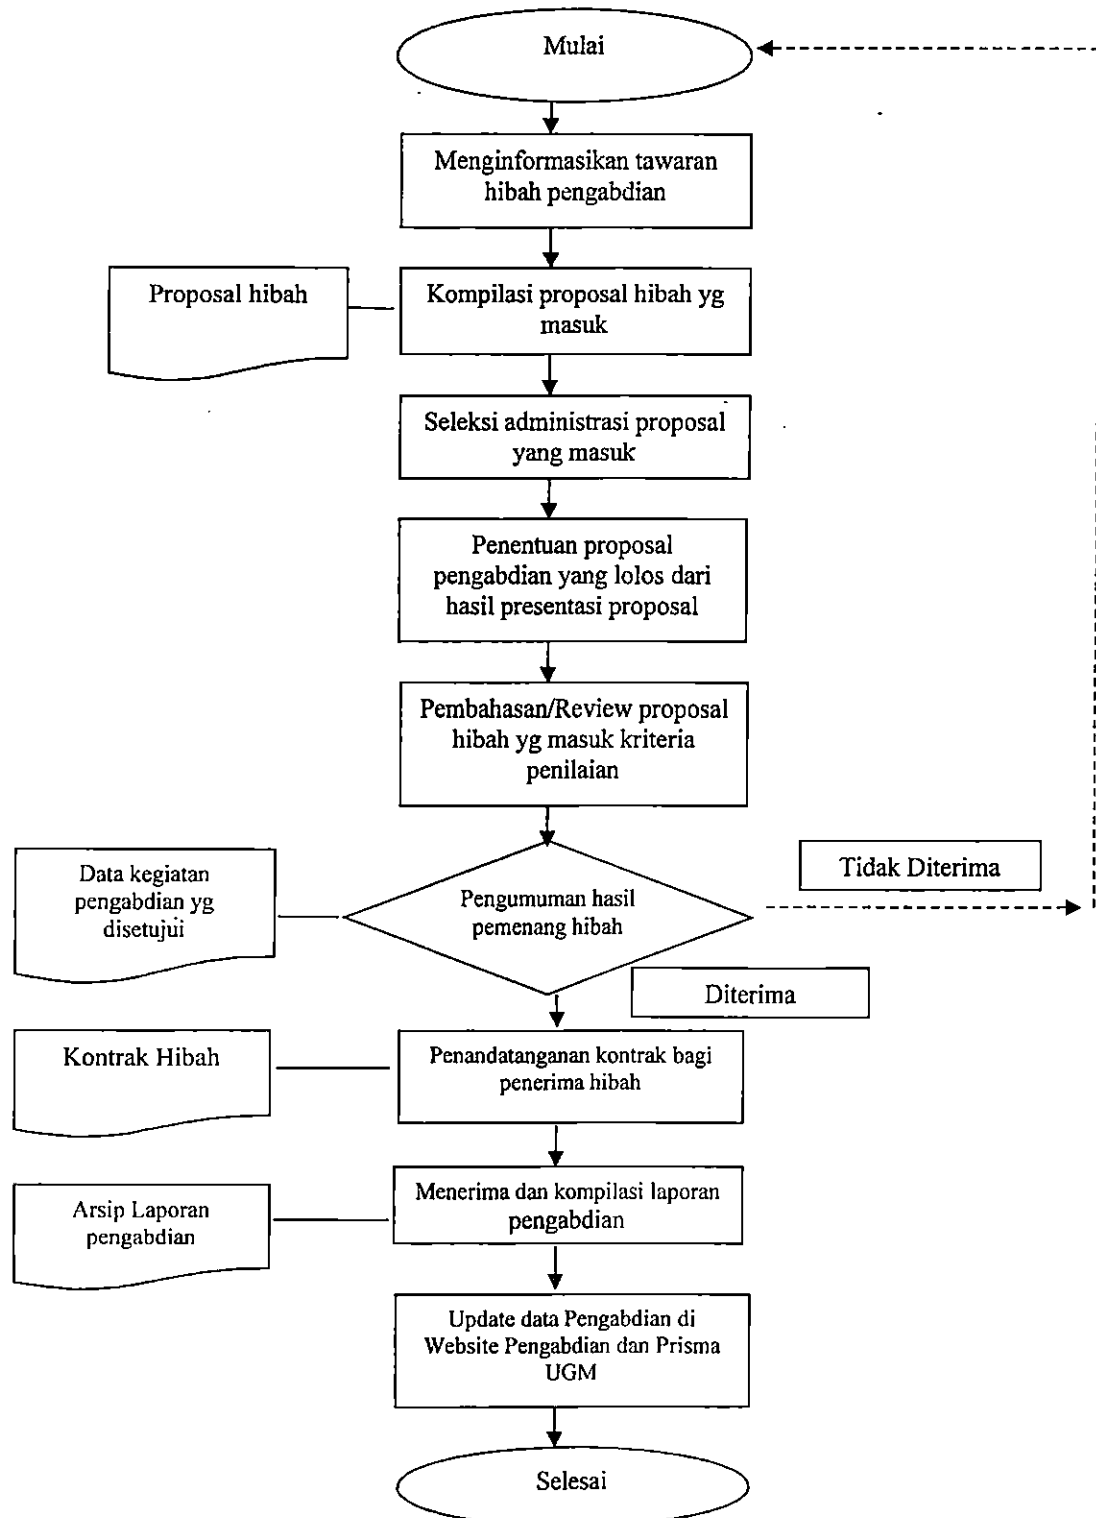 Mulai
Menginformasikan tawaran
hibah pengabdian
Proposal hibah
Kompilasi proposal hibah yg
masuk
Seleksi administrasi proposal
yang masuk
Penentuan proposal
pengabdian yang lolos dari
hasil presentasi proposal
Pembahasan/Review proposal
hibah yg masuk kriteria
penilaian
Data kegiatan
pengabdian yg
disetujui
Pengumuman hasil
pemenang hibah
Tidak Diterima
Diterima
Kontrak Hibah
Penandatanganan kontrak bagi
penerima hibah
Arsip Laporan
pengabdian
Menerima dan kompilasi laporan
pengabdian
Update data Pengabdian di
Website Pengabdian dan Prisma
UGM
Selesai